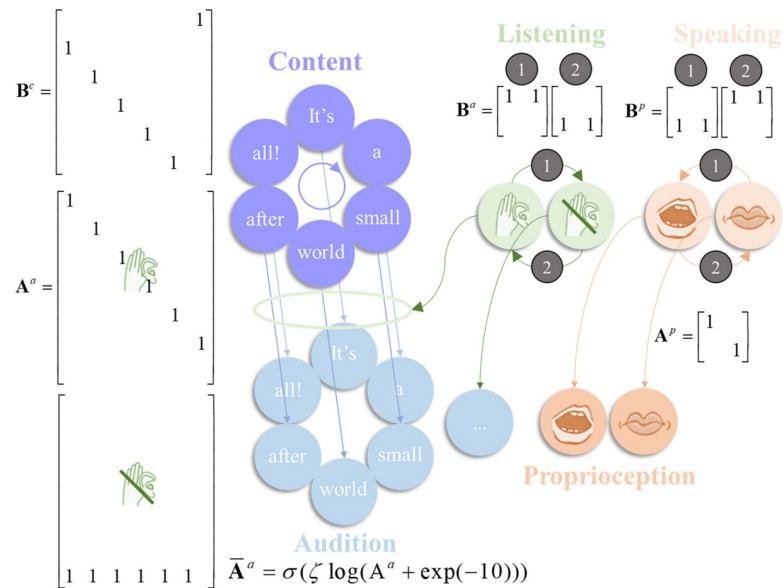 Content
Listening
Speaking
B^c = [1 1 1 1 1 1]
It's
a
small
world
after
all!
1 2
B^a = [1 1] [1 1]
1 2
B^p = [1 1] [1 1]
1
2
1
2
A^a = [1 1 1 1 1 1]
A^p = [1 1]
It's
a
small
world
after
all!
...
Proprioception
Audition
1 1 1 1 1 1
A̅^a = σ(ζ log(A^a + exp(−10)))